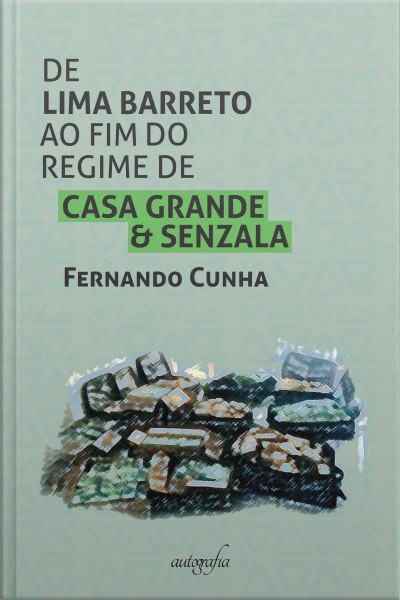 DE
LIMA BARRETO
AO FIM DO
REGIME DE
CASA GRANDE
& SENZALA
FERNANDO CUNHA
autografia